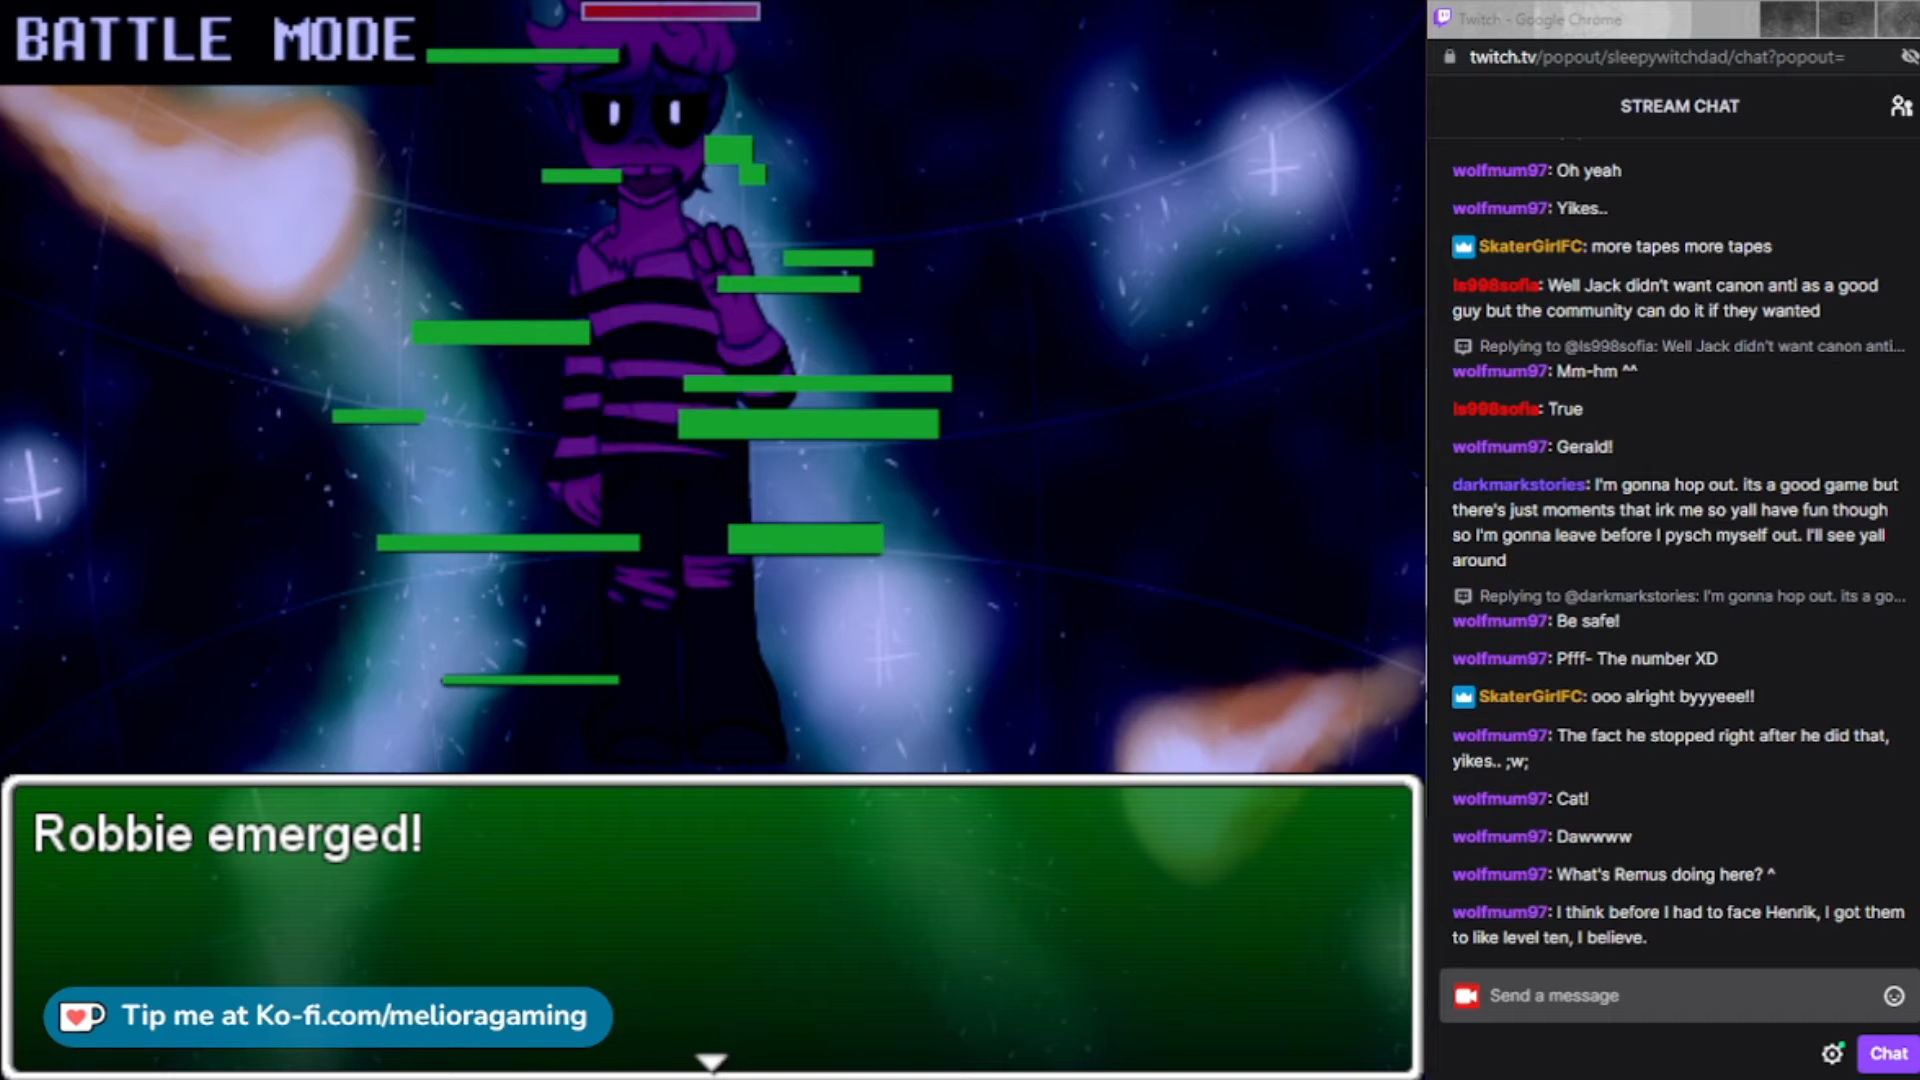 BATTLE MODE
Robbie emerged!
Tip me at Ko-fi.com/melioragaming
Twitch - Google Chrome
twitch.tv/popout/sleepywitchdad/chat?popout=
STREAM CHAT
wolfmum97: Oh yeah
wolfmum97: Yikes..
SkaterGirlFC: more tapes more tapes
ls998sofia: Well Jack didn't want canon anti as a good
guy but the community can do it if they wanted
Replying to @ls998sofia: Well Jack didn't want canon anti...
wolfmum97: Mm-hm ^^
ls998sofia: True
wolfmum97: Gerald!
darkmarkstories: I'm gonna hop out. its a good game but
there's just moments that irk me so yall have fun though
so I'm gonna leave before I pysch myself out. I'll see yall
around
Replying to @darkmarkstories: I'm gonna hop out. its a go...
wolfmum97: Be safe!
wolfmum97: Pfff- The number XD
SkaterGirlFC: ooo alright byyyeee!!
wolfmum97: The fact he stopped right after he did that,
yikes.. ;w;
wolfmum97: Cat!
wolfmum97: Dawwww
wolfmum97: What's Remus doing here? ^
wolfmum97: I think before I had to face Henrik, I got them
to like level ten, I believe.
Send a message
Chat